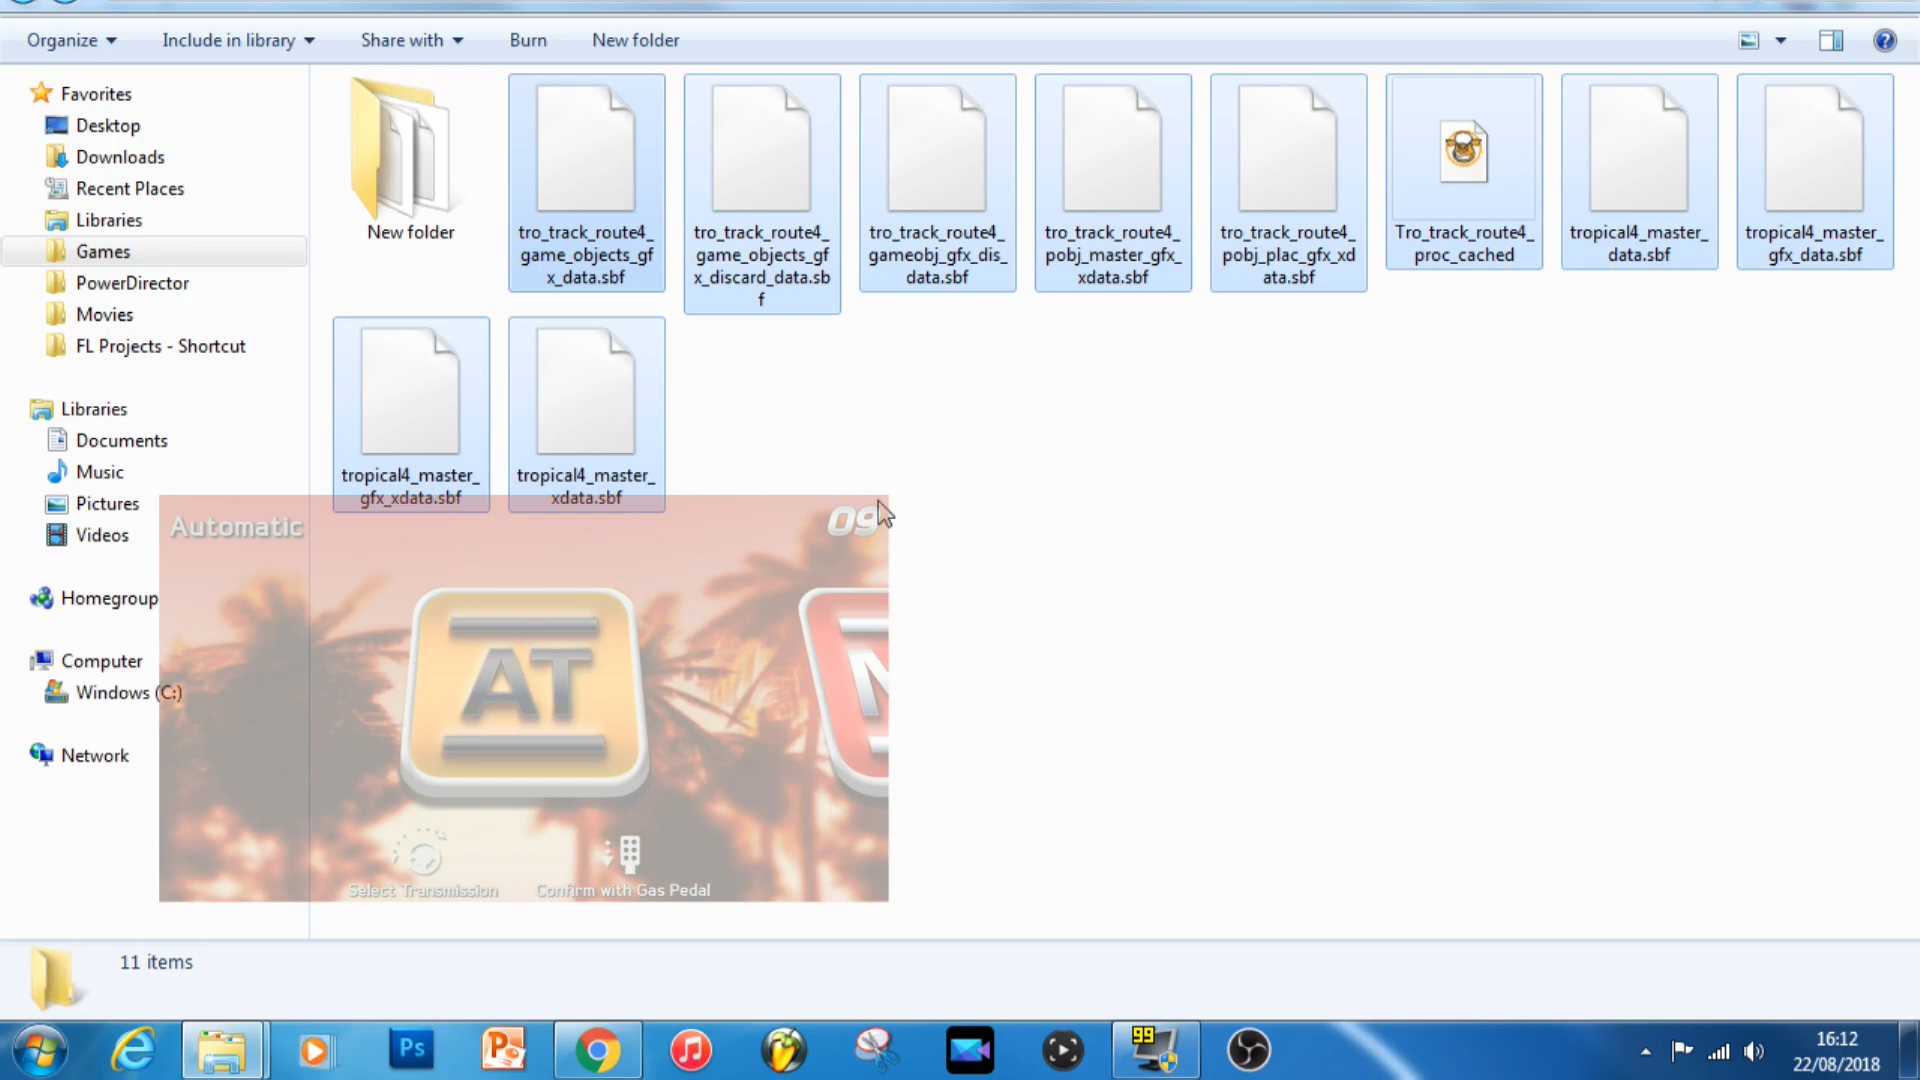 Organize
Include in library
Share with
Burn
New folder
Favorites
Desktop
Downloads
Recent Places
Libraries
Games
PowerDirector
Movies
FL Projects - Shortcut
Libraries
Documents
Music
Pictures
Videos
Homegroup
Computer
Windows (C:)
Network
New folder
tro_track_route4_
game_objects_gf
x_data.sbf
tro_track_route4_
game_objects_gf
x_discard_data.sb
f
tro_track_route4_
gameobj_gfx_dis_
data.sbf
tro_track_route4_
pobj_master_gfx_
xdata.sbf
tro_track_route4_
pobj_plac_gfx_xd
ata.sbf
Tro_track_route4_
proc_cached
tropical4_master_
data.sbf
tropical4_master_
gfx_data.sbf
tropical4_master_
gfx_xdata.sbf
tropical4_master_
xdata.sbf
Automatic
09
AT
Select Transmission
Confirm with Gas Pedal
11 items
Ps
99
16:12
22/08/2018